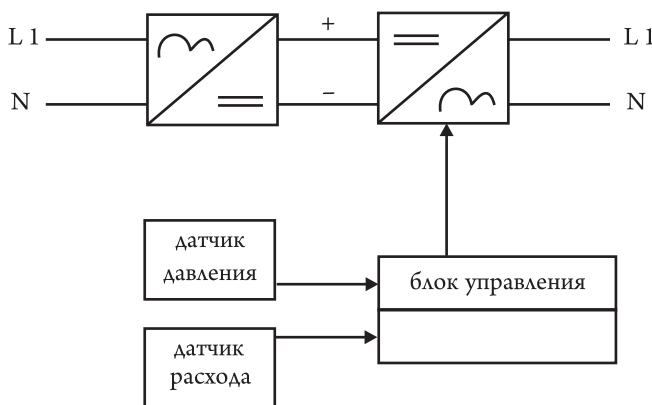 L 1
+
L 1
N
–
N
датчик
давления
блок управления
датчик
расхода